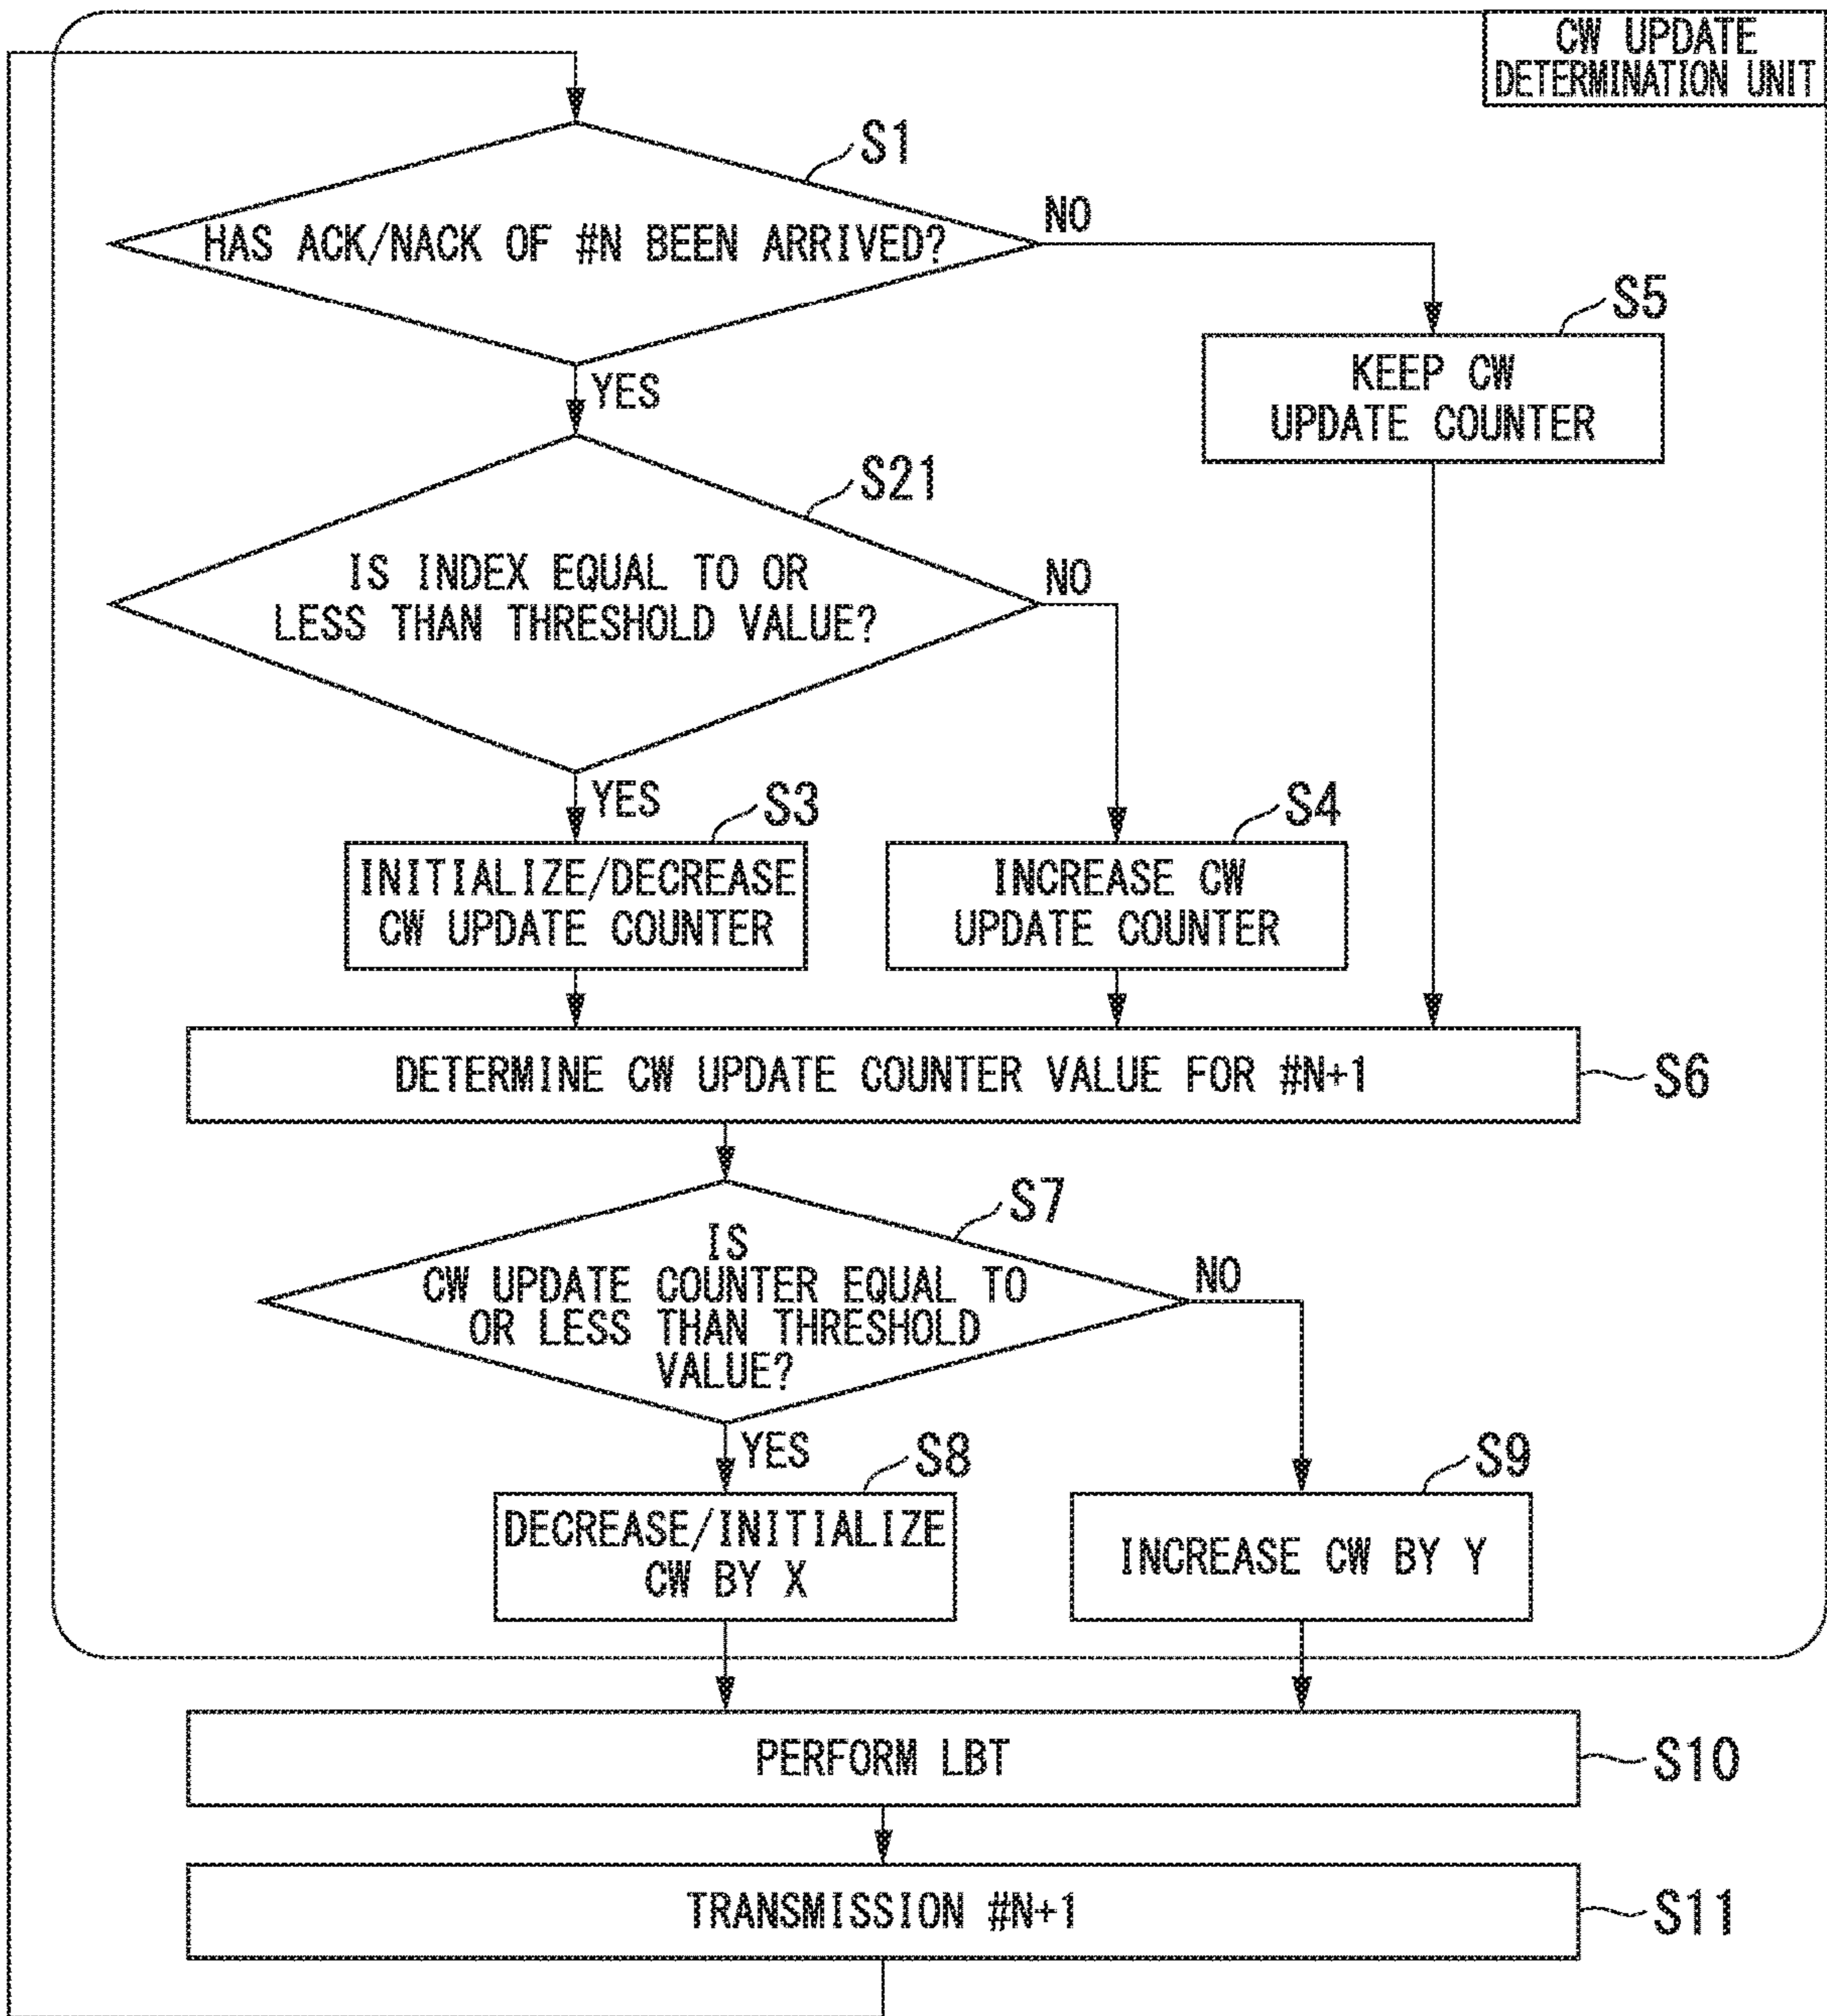 CW UPDATE
DETERMINATION UNIT
S1
HAS ACK/NACK OF #N BEEN ARRIVED?
NO
S5
KEEP CW
UPDATE COUNTER
YES
S21
IS INDEX EQUAL TO OR
LESS THAN THRESHOLD VALUE?
NO
YES
S3
INITIALIZE/DECREASE
CW UPDATE COUNTER
S4
INCREASE CW
UPDATE COUNTER
DETERMINE CW UPDATE COUNTER VALUE FOR #N+1
S6
S7
IS
CW UPDATE COUNTER EQUAL TO
OR LESS THAN THRESHOLD
VALUE?
NO
YES
S8
DECREASE/INITIALIZE
CW BY X
S9
INCREASE CW BY Y
PERFORM LBT
S10
TRANSMISSION #N+1
S11